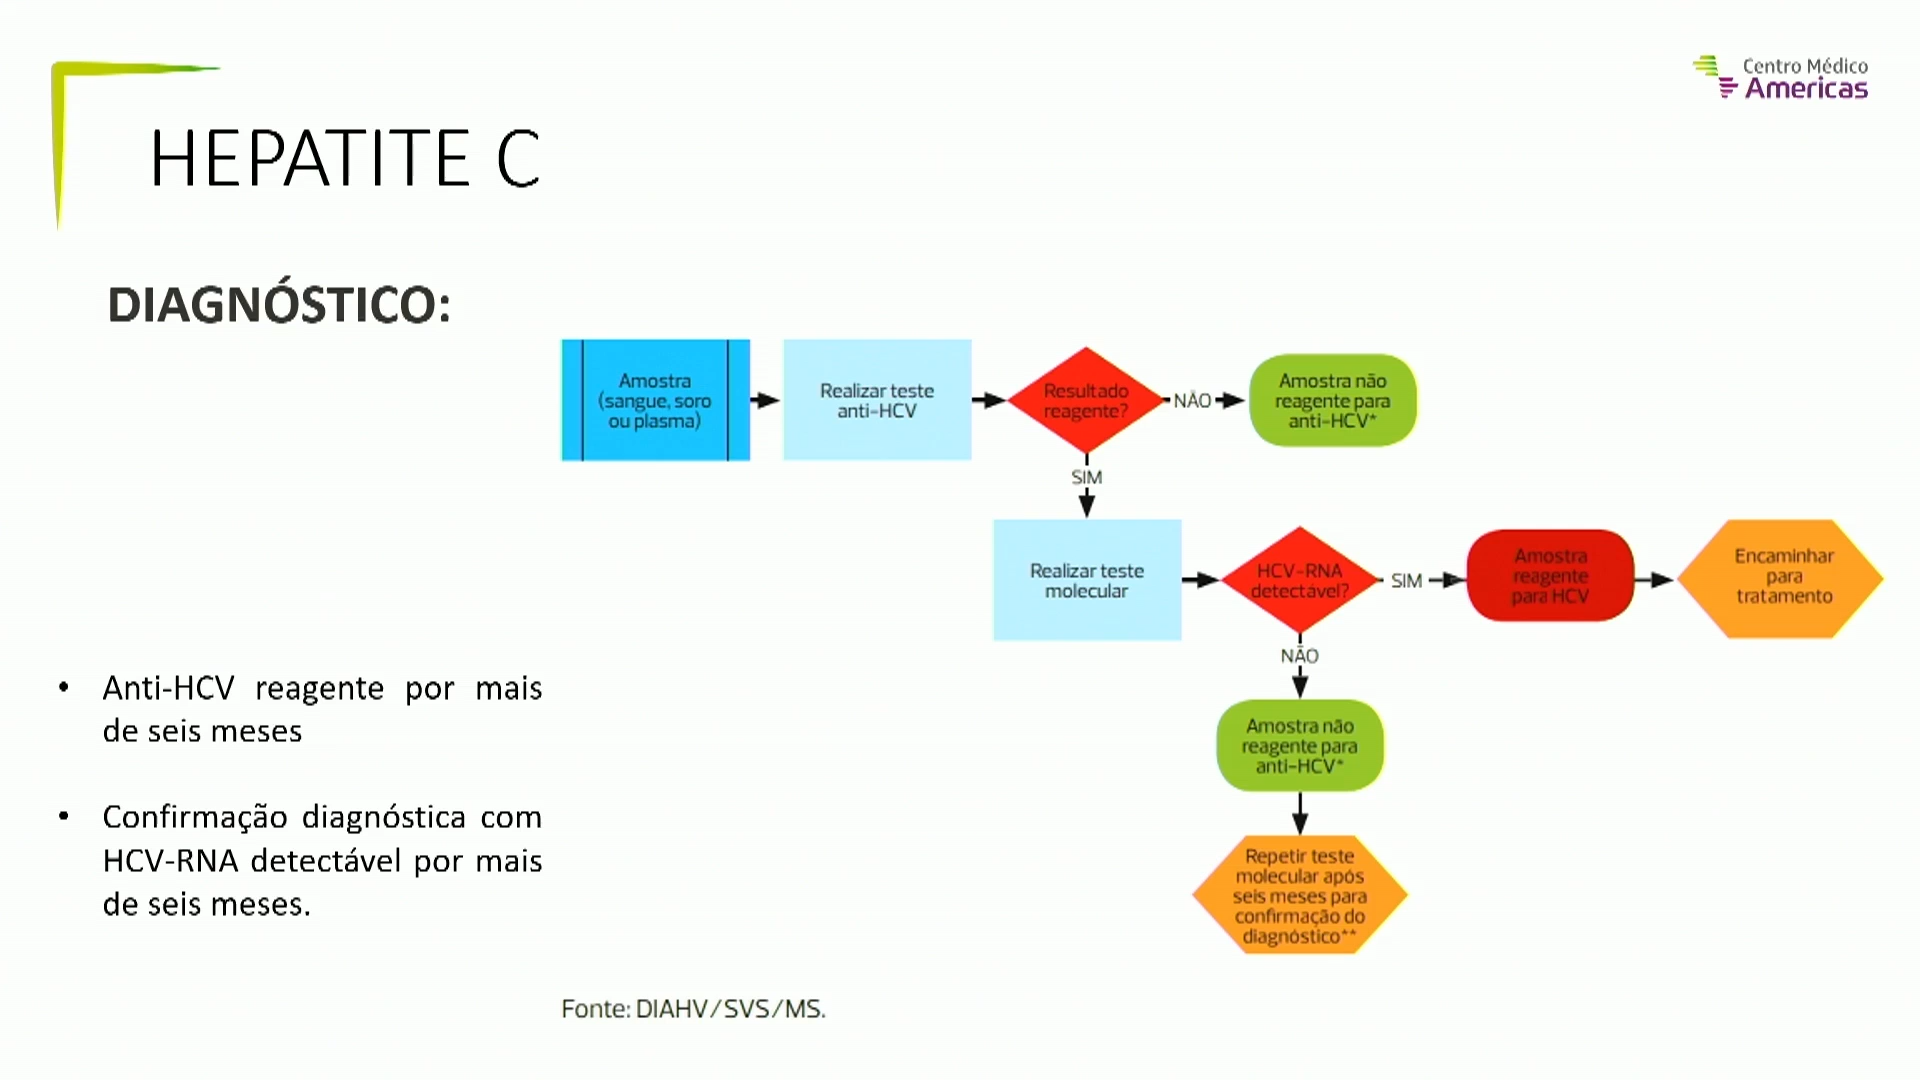 Centro Médico
Americas
HEPATITE C
DIAGNÓSTICO:
Amostra
(sangue, soro
ou plasma)
Realizar teste
anti-HCV
Resultado
reagente?
NÃO
Amostra não
reagente para
anti-HCV*
SIM
Realizar teste
molecular
HCV-RNA
detectável?
SIM
Amostra
reagente
para HCV
Encaminhar
para
tratamento
NÃO
Amostra não
reagente para
anti-HCV*
Repetir teste
molecular após
seis meses para
confirmação do
diagnóstico**
• Anti-HCV reagente por mais
de seis meses
• Confirmação diagnóstica com
HCV-RNA detectável por mais
de seis meses.
Fonte: DIAHV/SVS/MS.